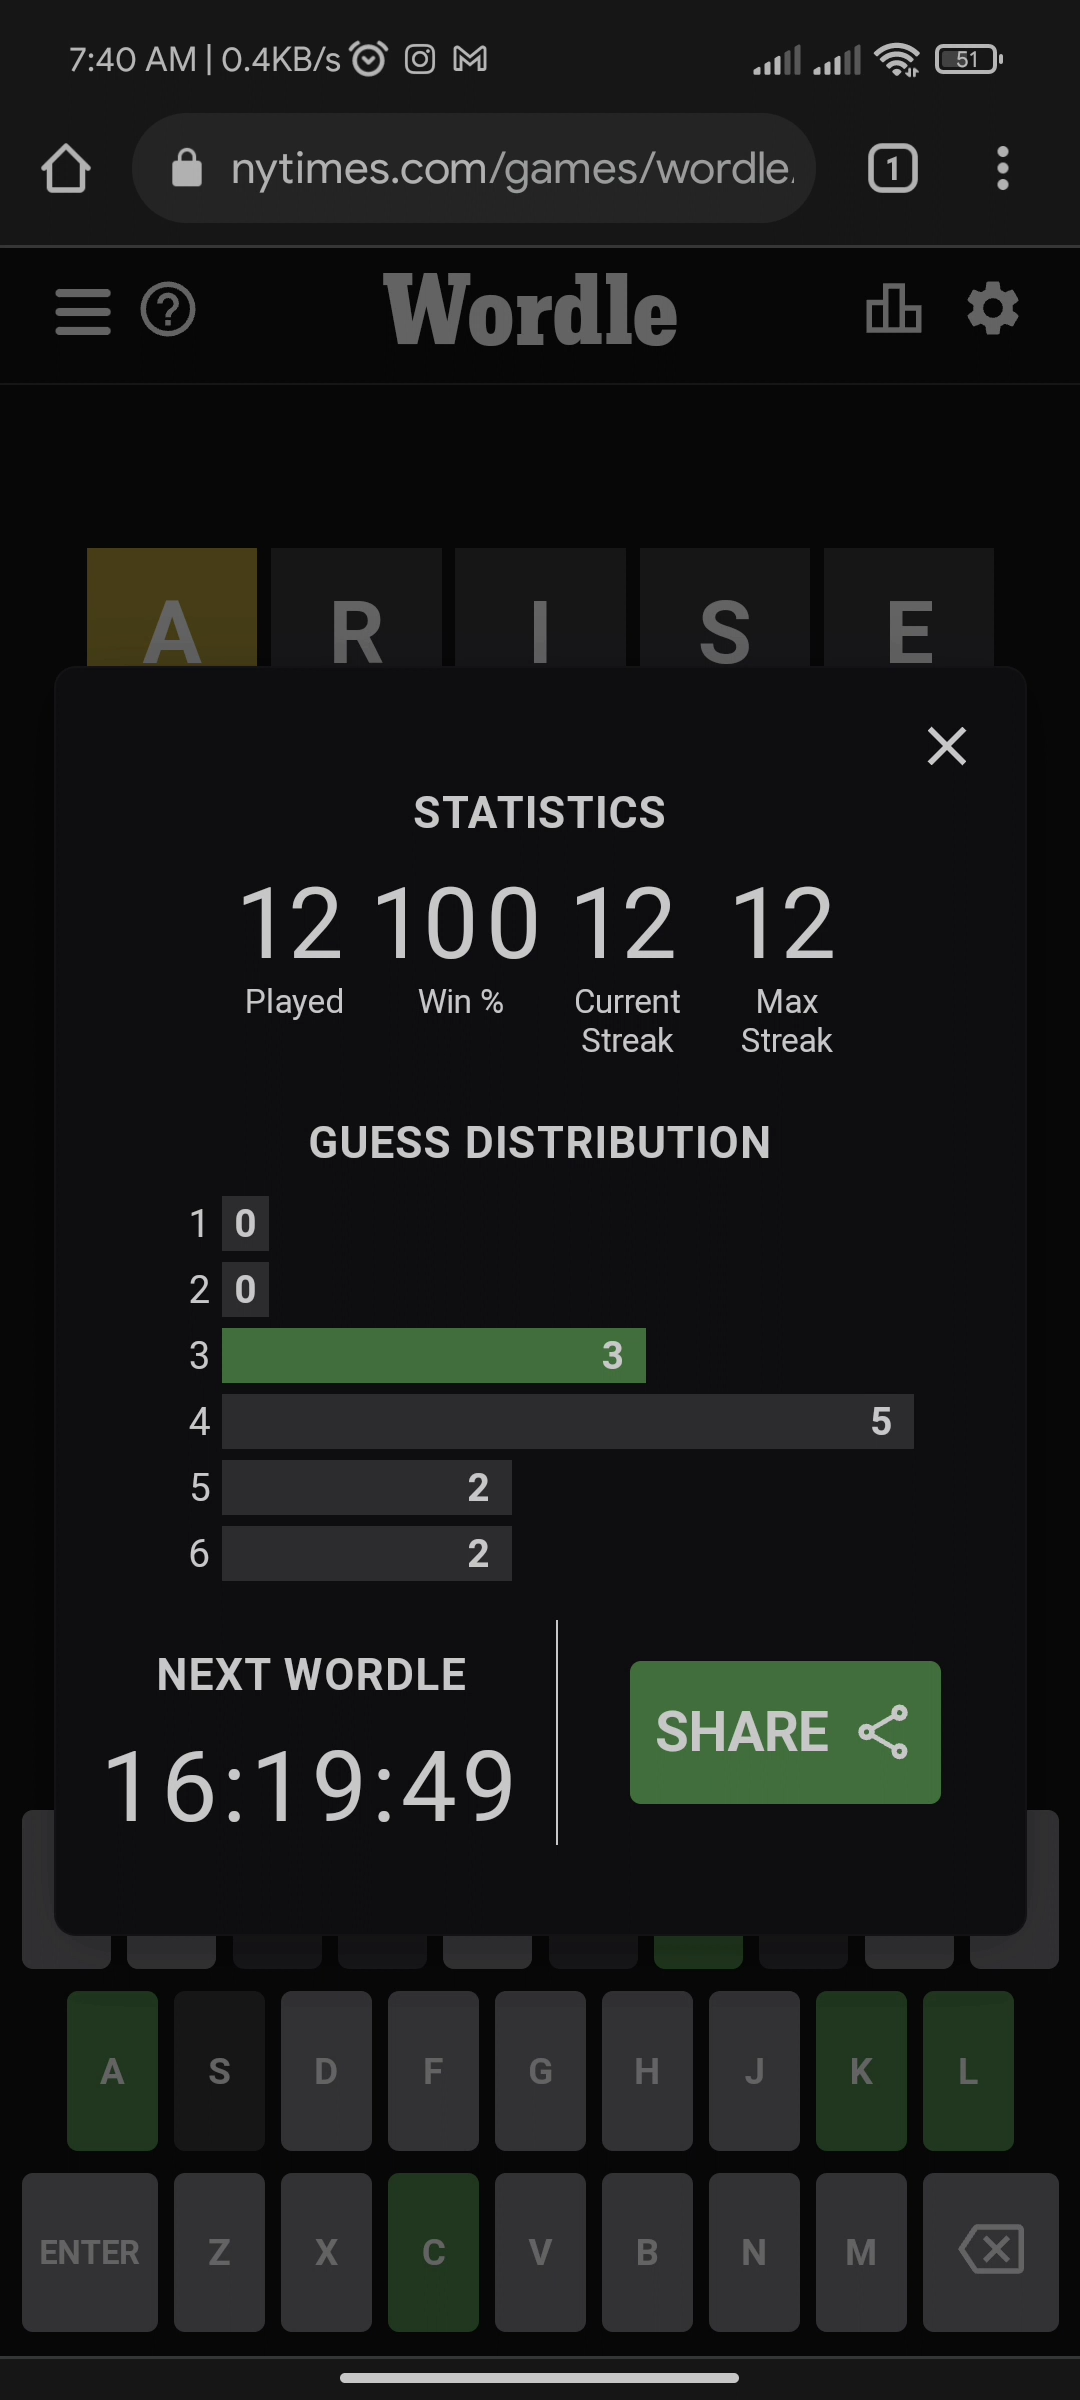 7:40 AM | 0.4KB/s 51
nytimes.com/games/wordle. 1
Wordle
A R I S E
STATISTICS
12 100 12 12
Played Win % Current Streak Max Streak
GUESS DISTRIBUTION
1 0
2 0
3 3
4 5
5 2
6 2
NEXT WORDLE
16:19:49
SHARE
A S D F G H J K L
ENTER Z X C V B N M